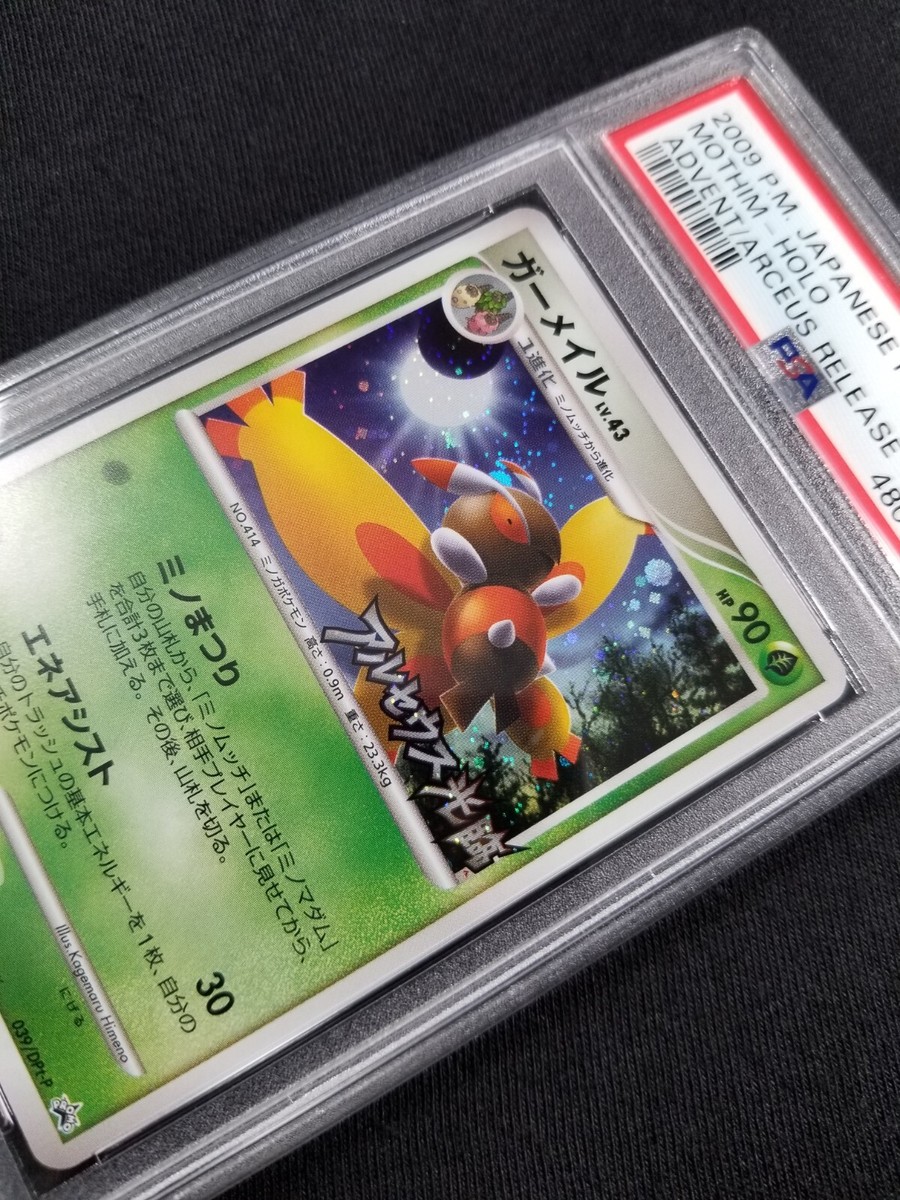 2009 P.M. JAPANESE
MOTHIM-HOLO
ADVENT/ARCEUS RELEASE 480
PSA
ガーメイル LV.43
1進化 ミノムッチから進化
HP 90
アルセウス光臨
NO.414 ミノガポケモン 高さ：0.9m 重さ：23.3kg
ミノまつり
自分の山札から、「ミノムッチ」または「ミノマダム」
を合計3枚まで選び、相手プレイヤーに見せてから、
手札に加える。その後、山札を切る。
エネアシスト 30
自分のトラッシュの基本エネルギーを1枚、自分の
ポケモンにつける。
にげる
Illus. Kagemaru Himeno
039/DPt-P
PROMO